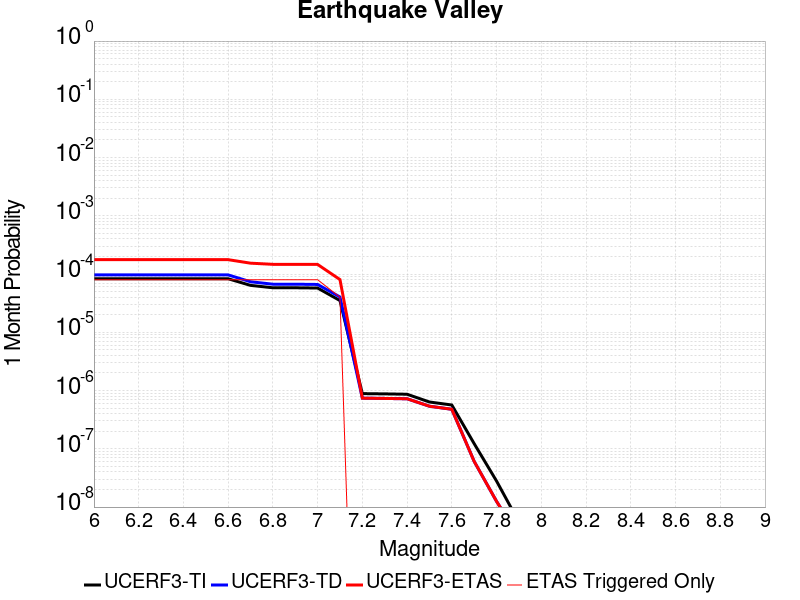 Earthquake Valley
10^0
10^-1
10^-2
10^-3
10^-4
10^-5
10^-6
10^-7
10^-8
1 Month Probability
6 6.2 6.4 6.6 6.8 7 7.2 7.4 7.6 7.8 8 8.2 8.4 8.6 8.8 9
Magnitude
UCERF3-TI UCERF3-TD UCERF3-ETAS ETAS Triggered Only